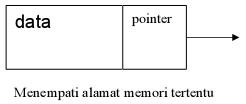 data
pointer
Menempati alamat memori tertentu